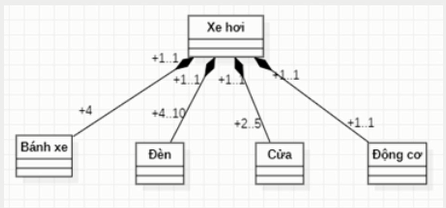 Xe hơi
+1..1
+1..1
+1..1
+1..1
+4
+4..10
+2..5
+1..1
Bánh xe
Đèn
Cửa
Động cơ